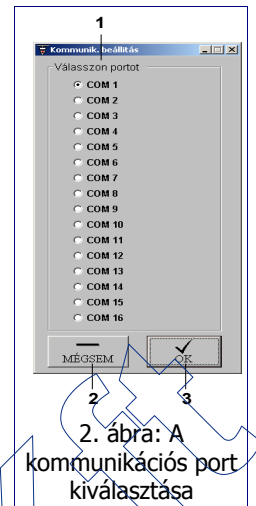 1
Kommunik. beállítás
Válasszon portot
COM 1
COM 2
COM 3
COM 4
COM 5
COM 6
COM 7
COM 8
COM 9
COM 10
COM 11
COM 12
COM 13
COM 14
COM 15
COM 16
MÉGSEM
OK
2
3
2. ábra: A
kommunikációs port
kiválasztása